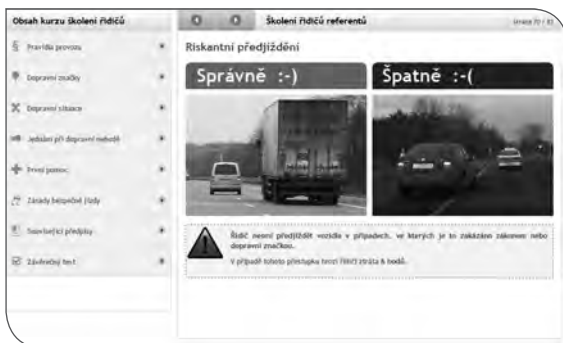 Obsah kurzu školení řidičů
Pravidla provozu
Dopravní značky
Dopravní situace
Jednání při dopravní nehodě
První pomoc
Zásady bezpečné jízdy
Související předpisy
Závěrečný test
Školení řidičů referentů
Riskantní předjíždění
Správně :-)
Špatně :-(
Řidič nesmí předjíždět vozidla v případech, ve kterých je to zakázáno zákonem nebo
dopravní značkou.
V případě tohoto přestupku hrozí řidiči ztráta 6 bodů.